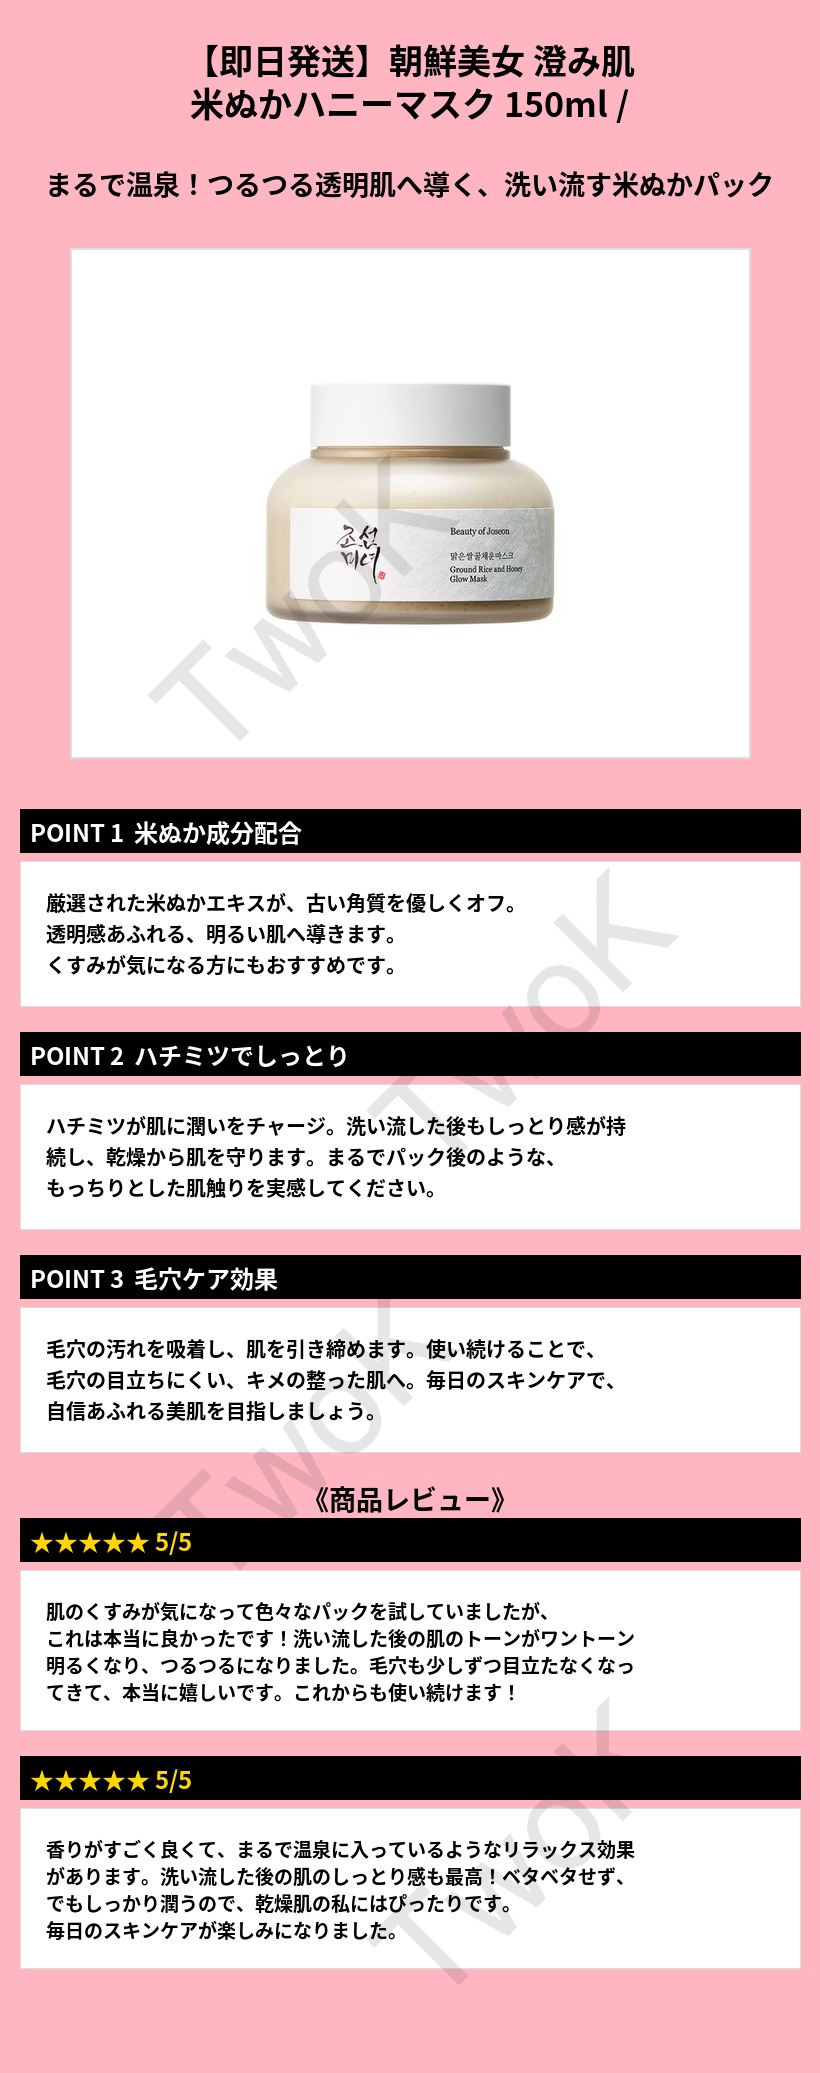 【即日発送】朝鮮美女 澄み肌
米ぬかハニーマスク 150ml /
まるで温泉！つるつる透明肌へ導く、洗い流す米ぬかパック
조선
미녀
Beauty of Joseon
맑은쌀꿀채운마스크
Ground Rice and Honey
Glow Mask
TwoK
POINT 1 米ぬか成分配合
厳選された米ぬかエキスが、古い角質を優しくオフ。
透明感あふれる、明るい肌へ導きます。
くすみが気になる方にもおすすめです。
TwoK
POINT 2 ハチミツでしっとり
ハチミツが肌に潤いをチャージ。洗い流した後もしっとり感が持
続し、乾燥から肌を守ります。まるでパック後のような、
もっちりとした肌触りを実感してください。
POINT 3 毛穴ケア効果
毛穴の汚れを吸着し、肌を引き締めます。使い続けることで、
毛穴の目立ちにくい、キメの整った肌へ。毎日のスキンケアで、
自信あふれる美肌を目指しましょう。
TwoK
《商品レビュー》
★★★★★ 5/5
肌のくすみが気になって色々なパックを試していましたが、
これは本当に良かったです！洗い流した後の肌のトーンがワントーン
明るくなり、つるつるになりました。毛穴も少しずつ目立たなくなっ
てきて、本当に嬉しいです。これからも使い続けます！
★★★★★ 5/5
香りがすごく良くて、まるで温泉に入っているようなリラックス効果
があります。洗い流した後の肌のしっとり感も最高！ベタベタせず、
でもしっかり潤うので、乾燥肌の私にはぴったりです。
毎日のスキンケアが楽しみになりました。
TwoK